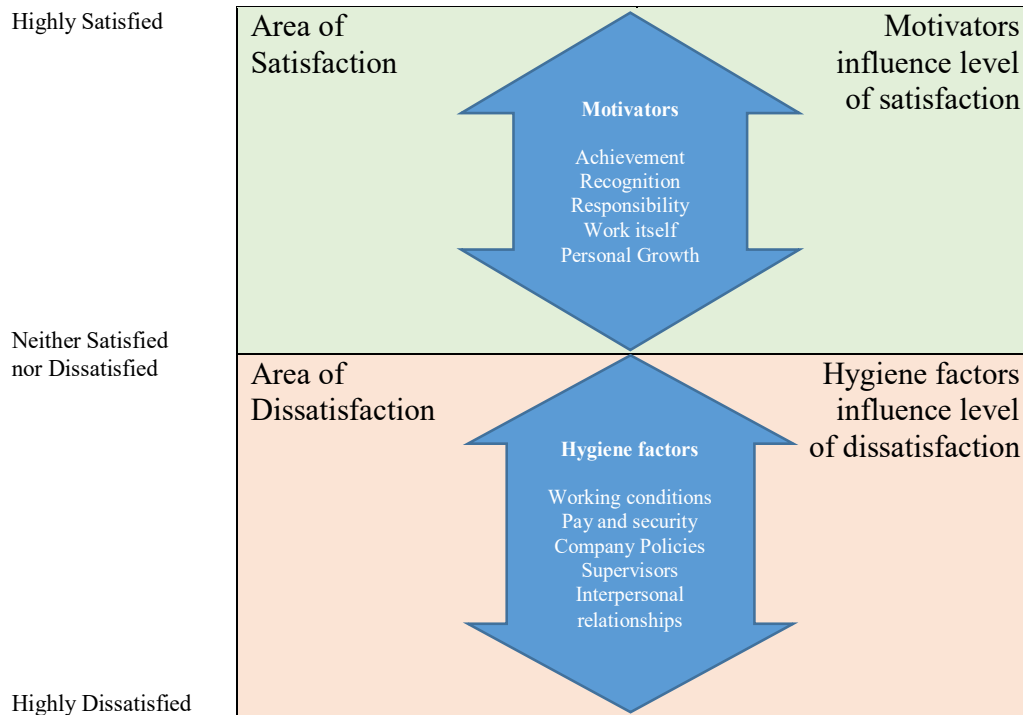 Highly Satisfied
Area of
Satisfaction
Motivators
influence level
of satisfaction
Motivators
Achievement
Recognition
Responsibility
Work itself
Personal Growth
Neither Satisfied
nor Dissatisfied
Area of
Dissatisfaction
Hygiene factors
influence level
of dissatisfaction
Hygiene factors
Working conditions
Pay and security
Company Policies
Supervisors
Interpersonal
relationships
Highly Dissatisfied